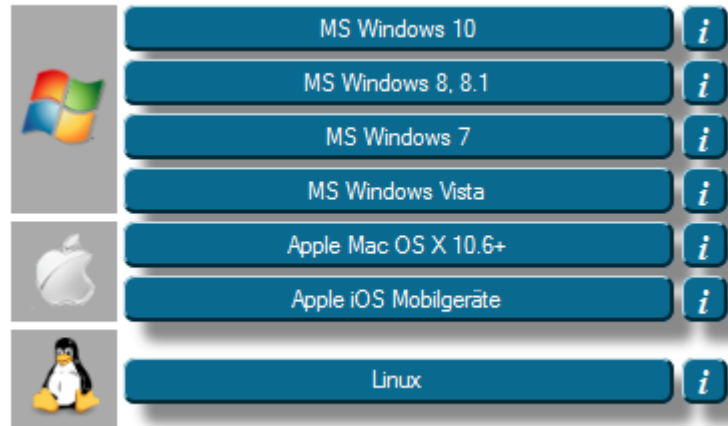 MS Windows 10 i
MS Windows 8, 8.1 i
MS Windows 7 i
MS Windows Vista i
Apple Mac OS X 10.6+ i
Apple iOS Mobilgeräte i
Linux i